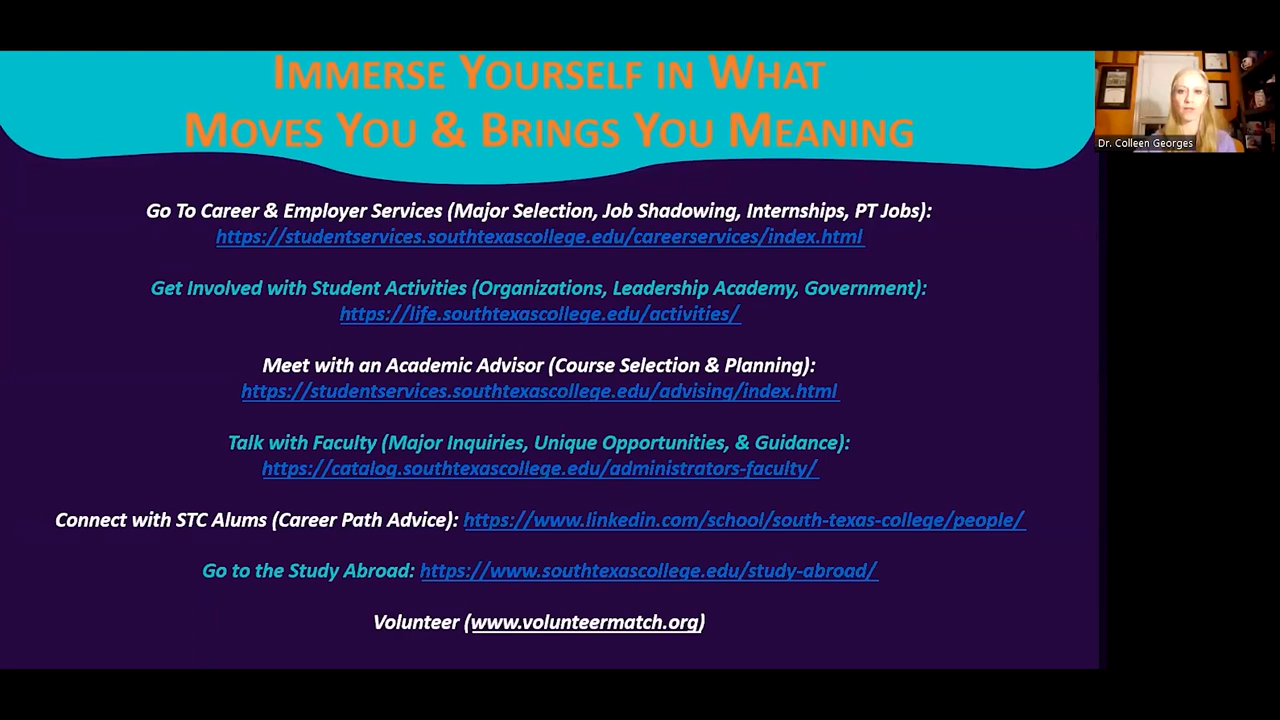 IMMERSE YOURSELF IN WHAT
MOVES YOU & BRINGS YOU MEANING
Dr. Colleen Georges
Go To Career & Employer Services (Major Selection, Job Shadowing, Internships, PT Jobs):
https://studentservices.southtexascollege.edu/careerservices/index.html
Get Involved with Student Activities (Organizations, Leadership Academy, Government):
https://life.southtexascollege.edu/activities/
Meet with an Academic Advisor (Course Selection & Planning):
https://studentservices.southtexascollege.edu/advising/index.html
Talk with Faculty (Major Inquiries, Unique Opportunities, & Guidance):
https://catalog.southtexascollege.edu/administrators-faculty/
Connect with STC Alums (Career Path Advice): https://www.linkedin.com/school/south-texas-college/people/
Go to the Study Abroad: https://www.southtexascollege.edu/study-abroad/
Volunteer (www.volunteermatch.org)